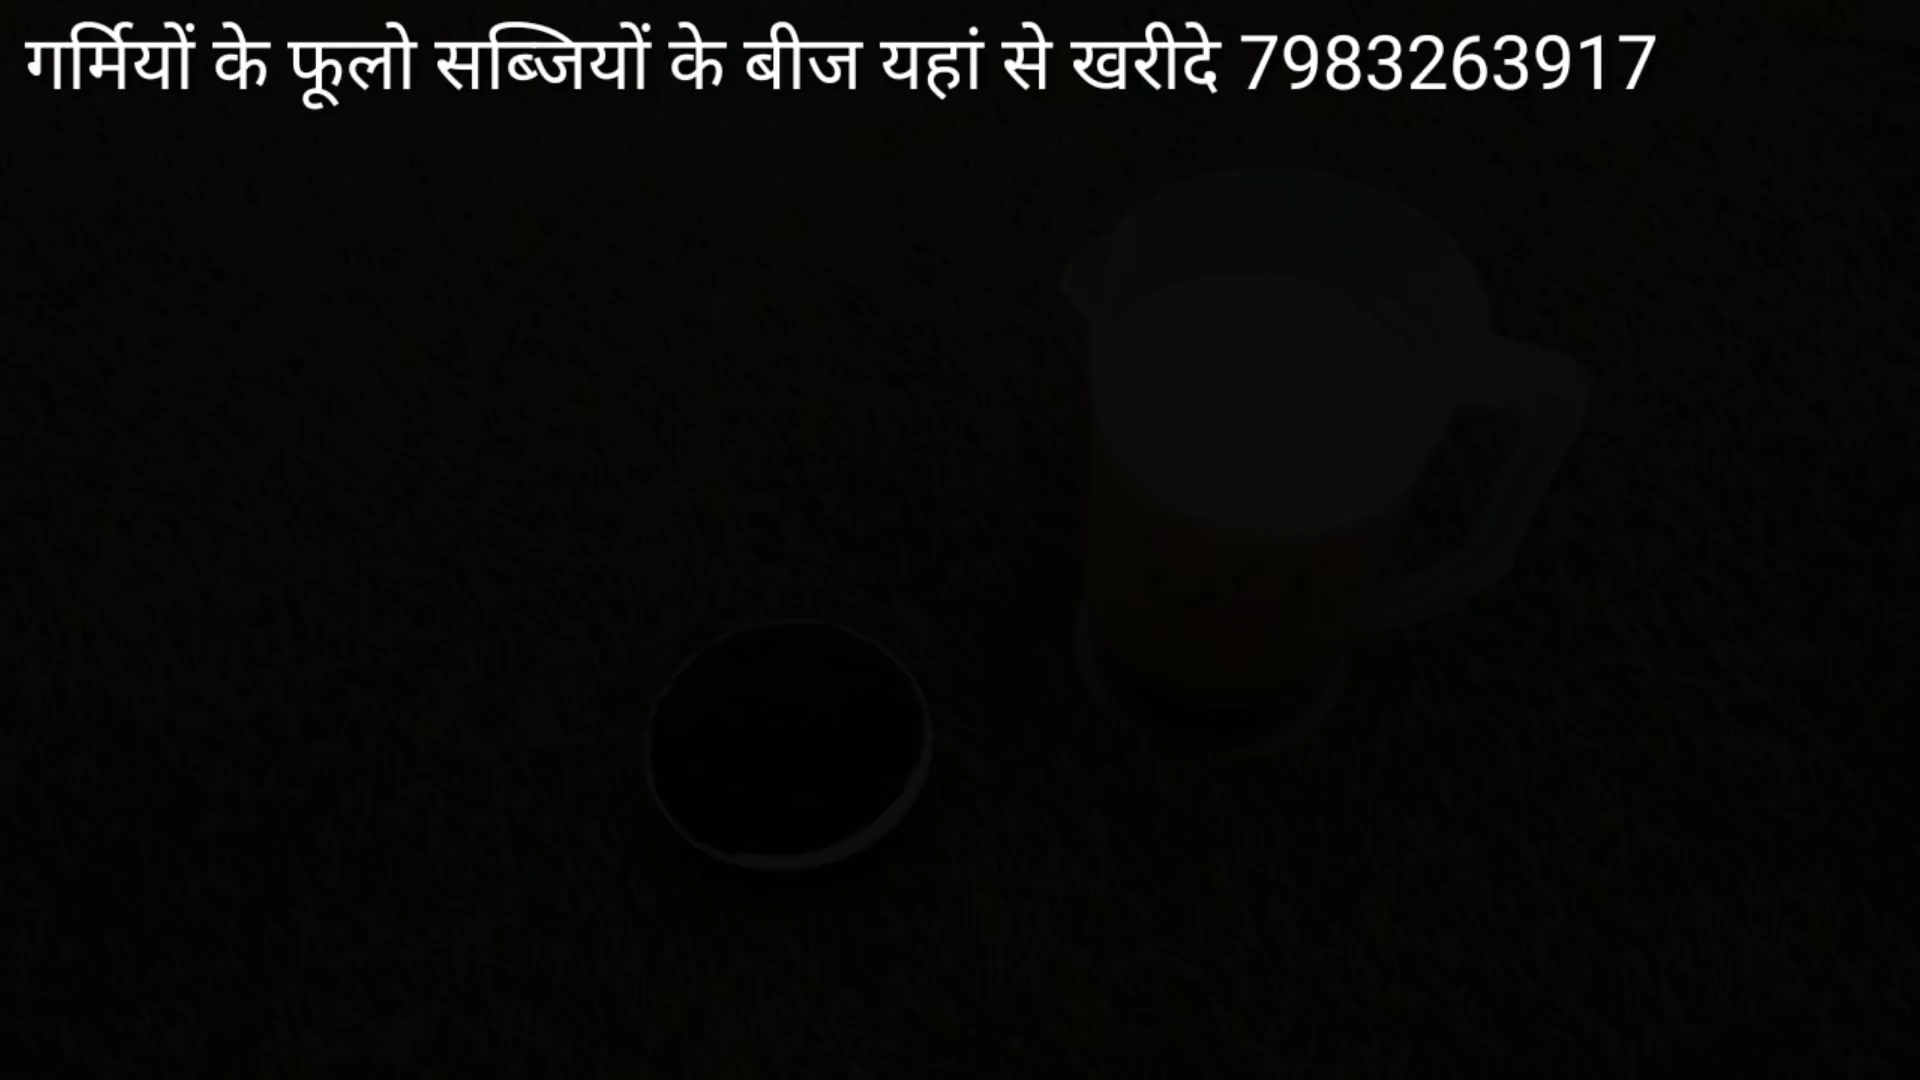 गर्मियों के फूलो सब्जियों के बीज यहां से खरीदे 7983263917